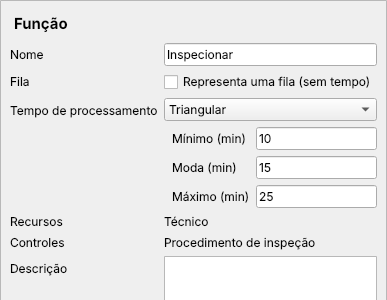 Função
Nome Inspecionar
Fila Representa uma fila (sem tempo)
Tempo de processamento Triangular
Mínimo (min) 10
Moda (min) 15
Máximo (min) 25
Recursos Técnico
Controles Procedimento de inspeção
Descrição